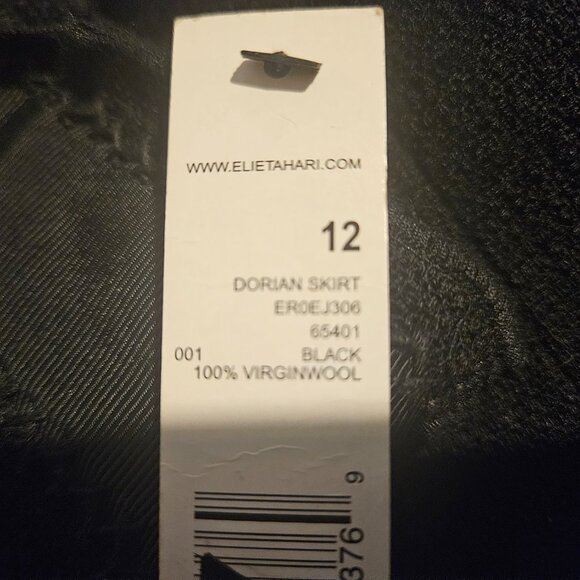 WWW.ELIETAHARI.COM
12
DORIAN SKIRT
ER0EJ306
65401
001 BLACK
100% VIRGINWOOL
9
376